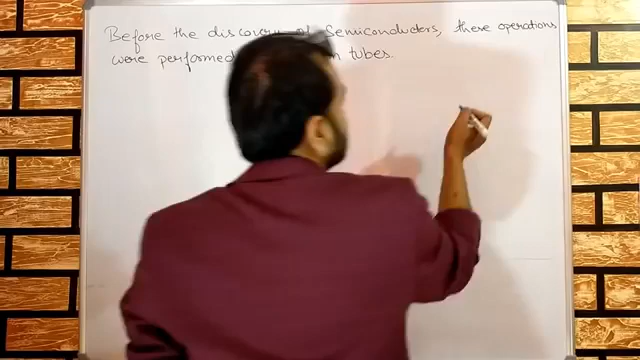 Before the discovery of Semiconductors, these operations
were performed tubes.